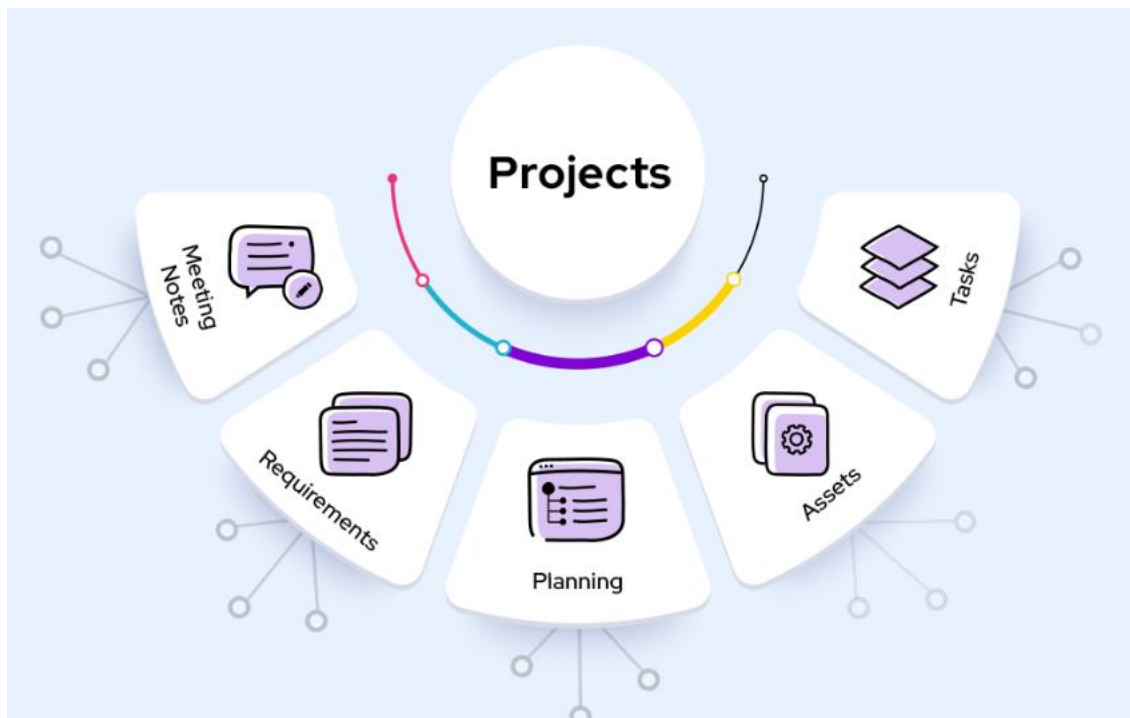 Projects
Meeting
Notes
Requirements
Planning
Assets
Tasks